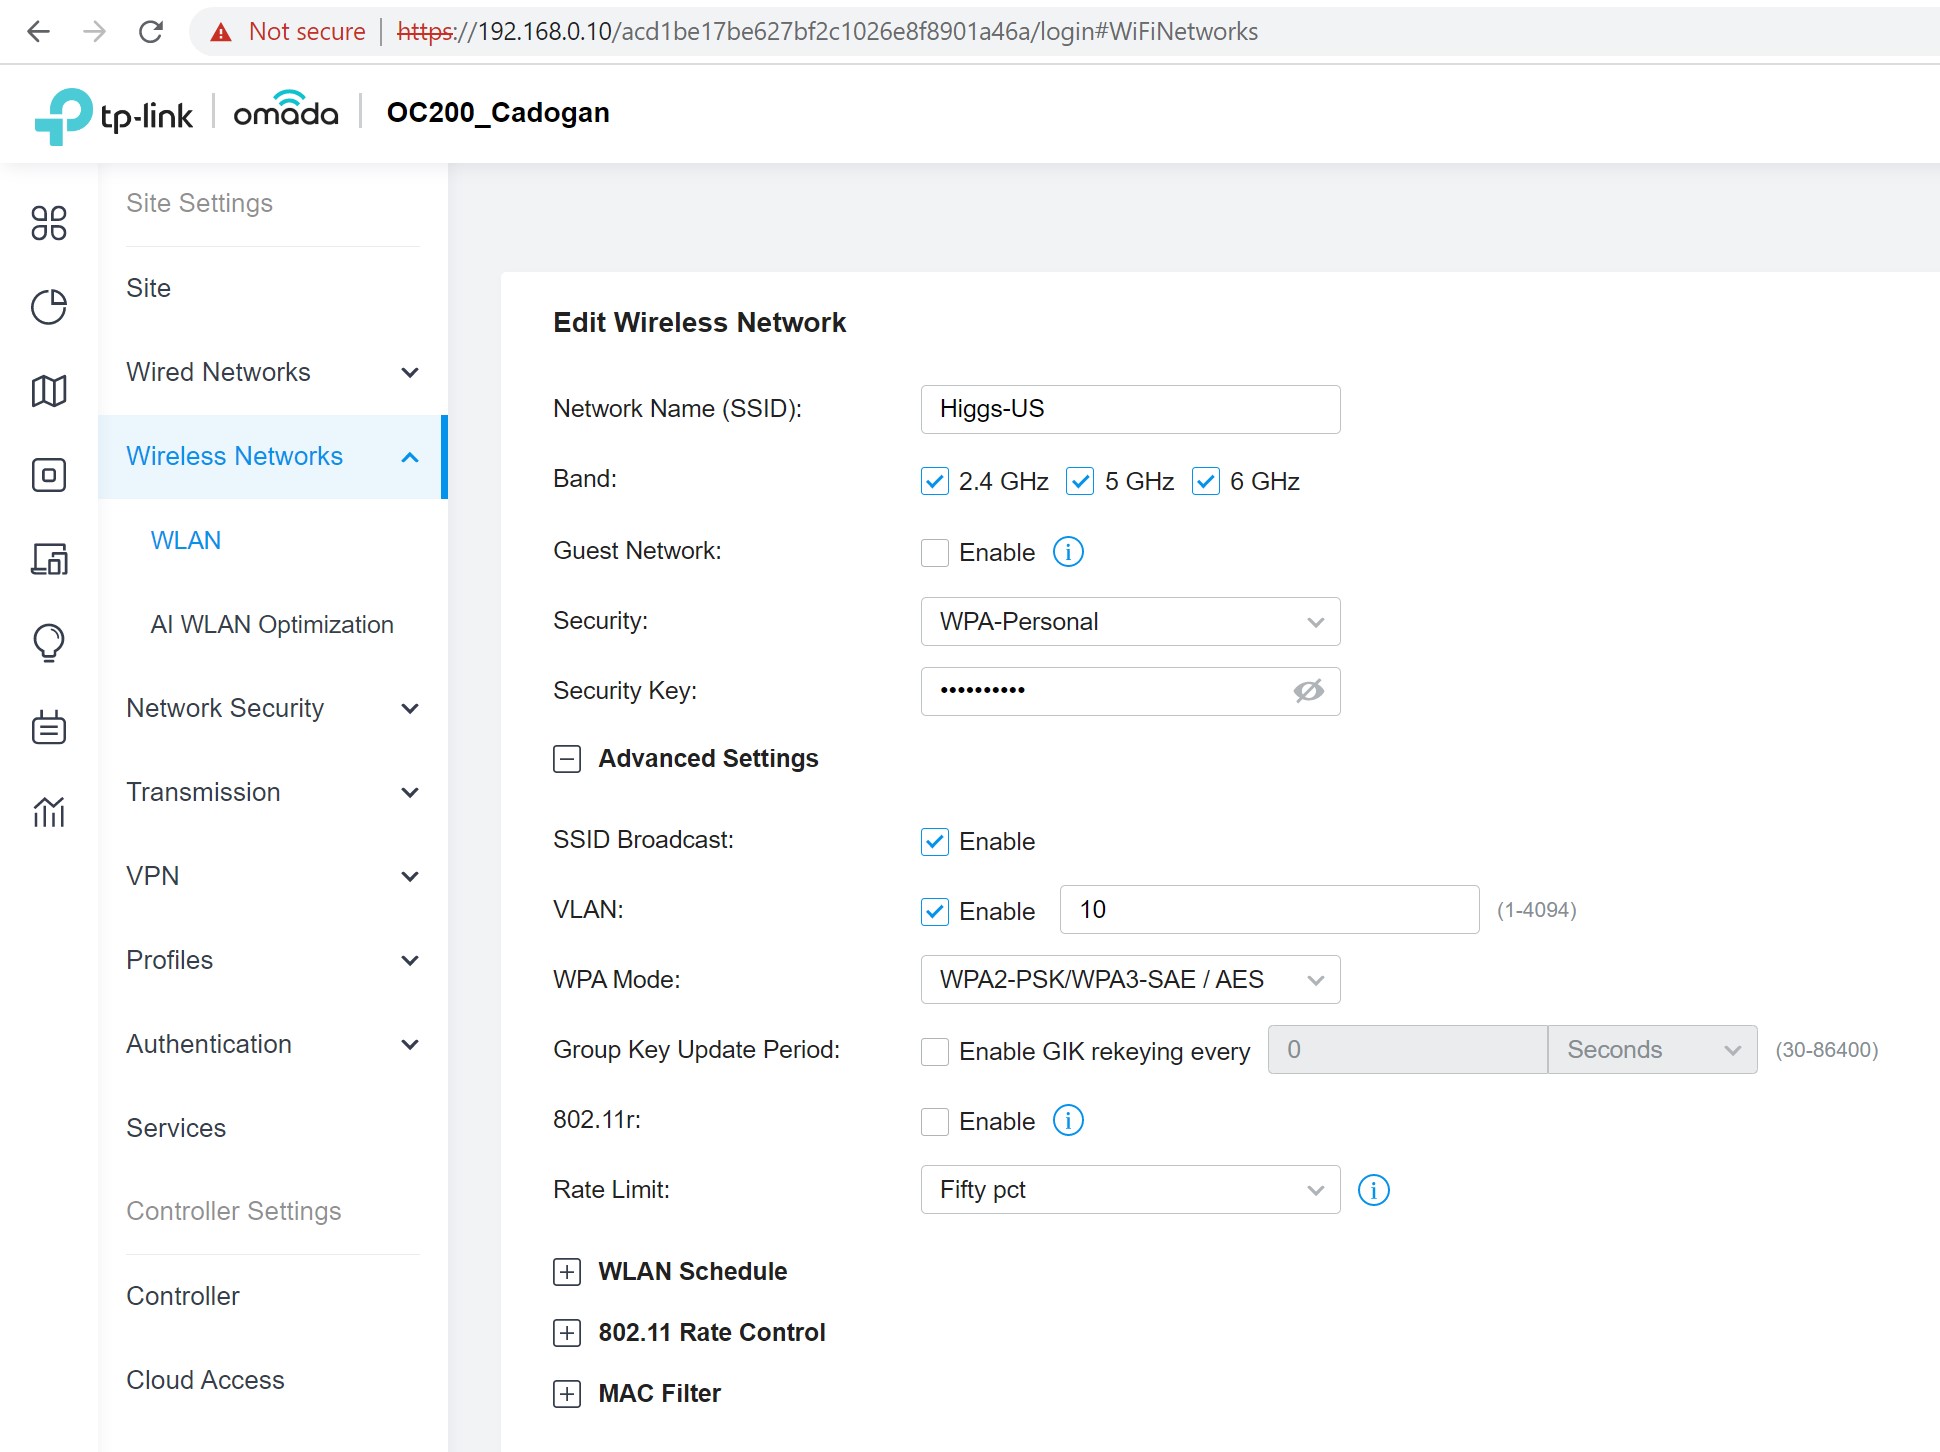 Not secure | https://192.168.0.10/acd1be17be627bf2c1026e8f8901a46a/login#WiFiNetworks
tp-link | omada | OC200_Cadogan
Site Settings
Site
Wired Networks
Wireless Networks
WLAN
AI WLAN Optimization
Network Security
Transmission
VPN
Profiles
Authentication
Services
Controller Settings
Controller
Cloud Access
Edit Wireless Network
Network Name (SSID): Higgs-US
Band: 2.4 GHz 5 GHz 6 GHz
Guest Network: Enable
Security: WPA-Personal
Security Key: ••••••••••
Advanced Settings
SSID Broadcast: Enable
VLAN: Enable 10 (1-4094)
WPA Mode: WPA2-PSK/WPA3-SAE / AES
Group Key Update Period: Enable GIK rekeying every 0 Seconds (30-86400)
802.11r: Enable
Rate Limit: Fifty pct
WLAN Schedule
802.11 Rate Control
MAC Filter